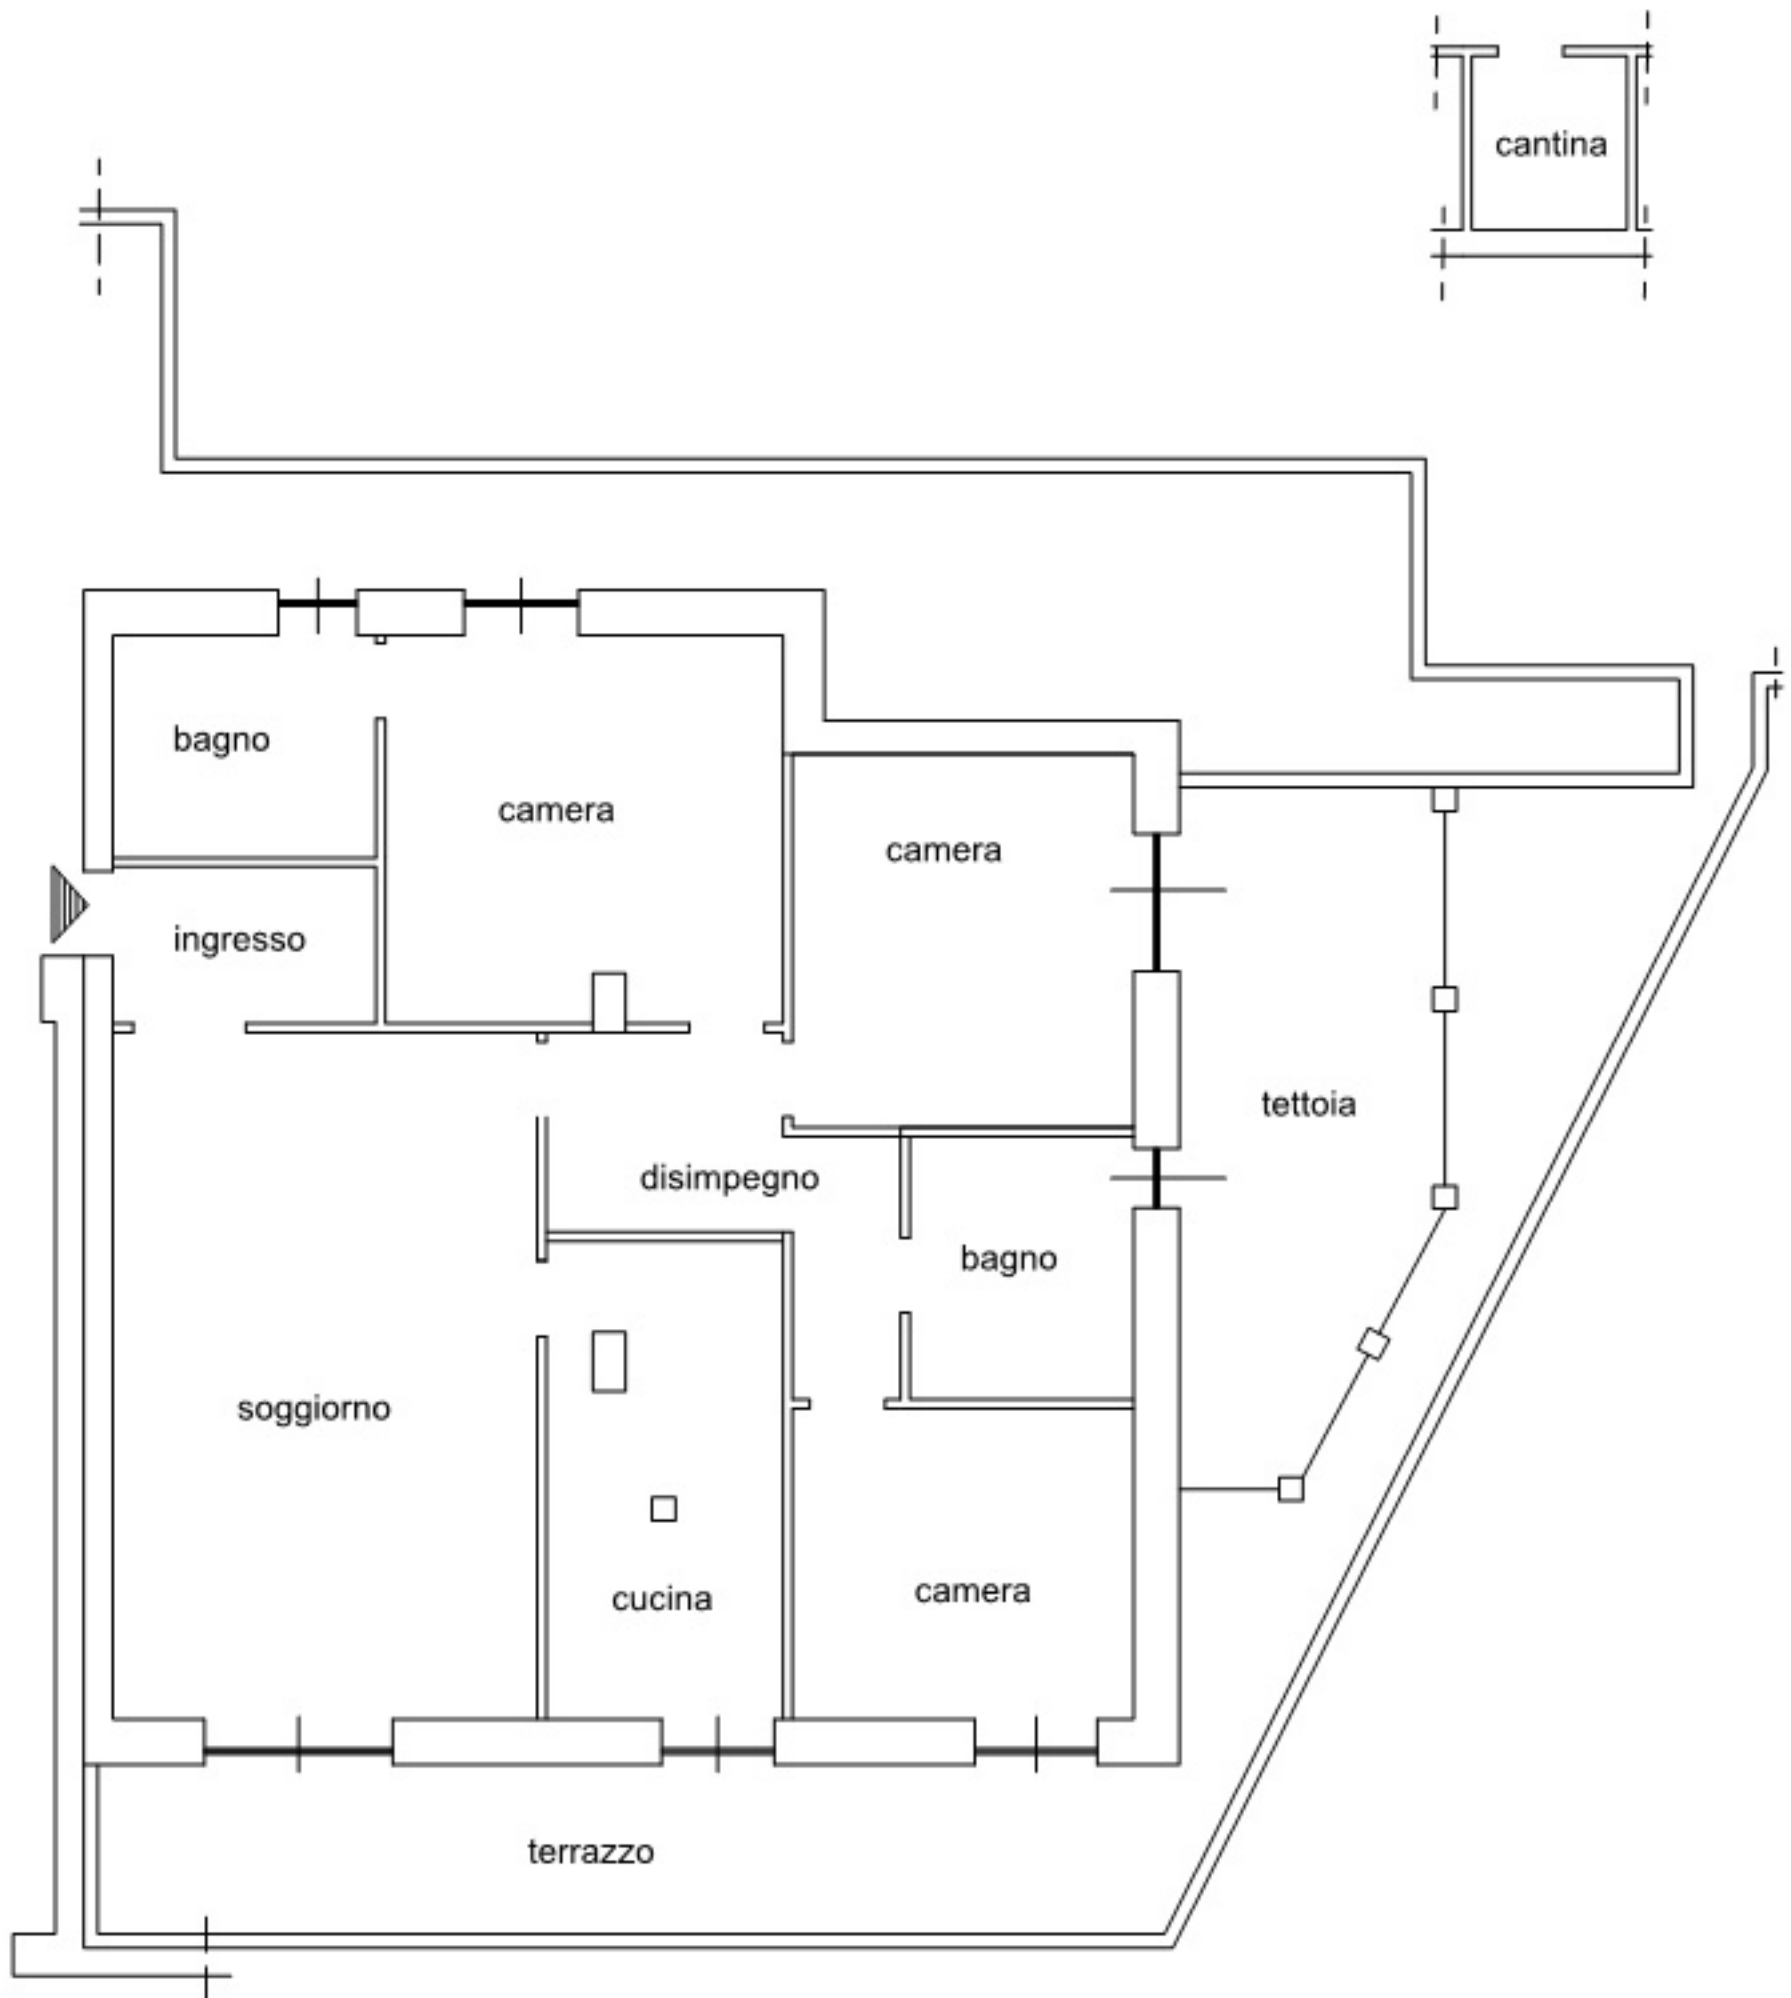 cantina
bagno
camera
camera
ingresso
tettoia
disimpegno
bagno
soggiorno
cucina
camera
terrazzo